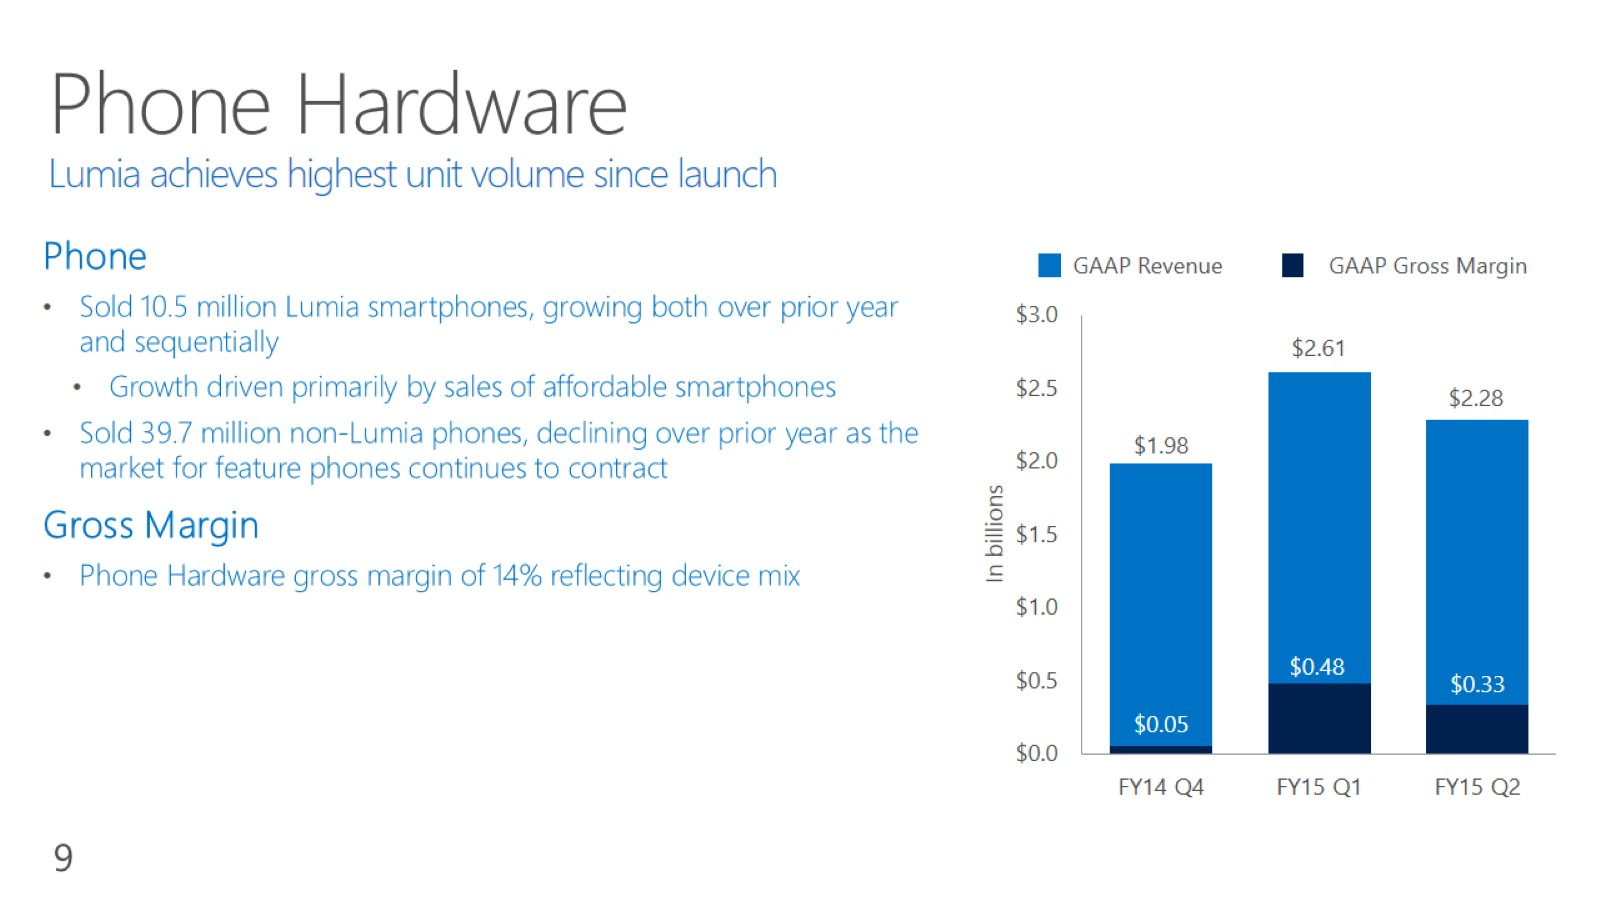 Phone Hardware
Lumia achieves highest unit volume since launch
Phone
• Sold 10.5 million Lumia smartphones, growing both over prior year
and sequentially
• Growth driven primarily by sales of affordable smartphones
• Sold 39.7 million non-Lumia phones, declining over prior year as the
market for feature phones continues to contract
Gross Margin
• Phone Hardware gross margin of 14% reflecting device mix
GAAP Revenue GAAP Gross Margin
In billions
$3.0
$2.5
$2.0
$1.5
$1.0
$0.5
$0.0
$1.98
$0.05
$2.61
$0.48
$2.28
$0.33
FY14 Q4 FY15 Q1 FY15 Q2
9